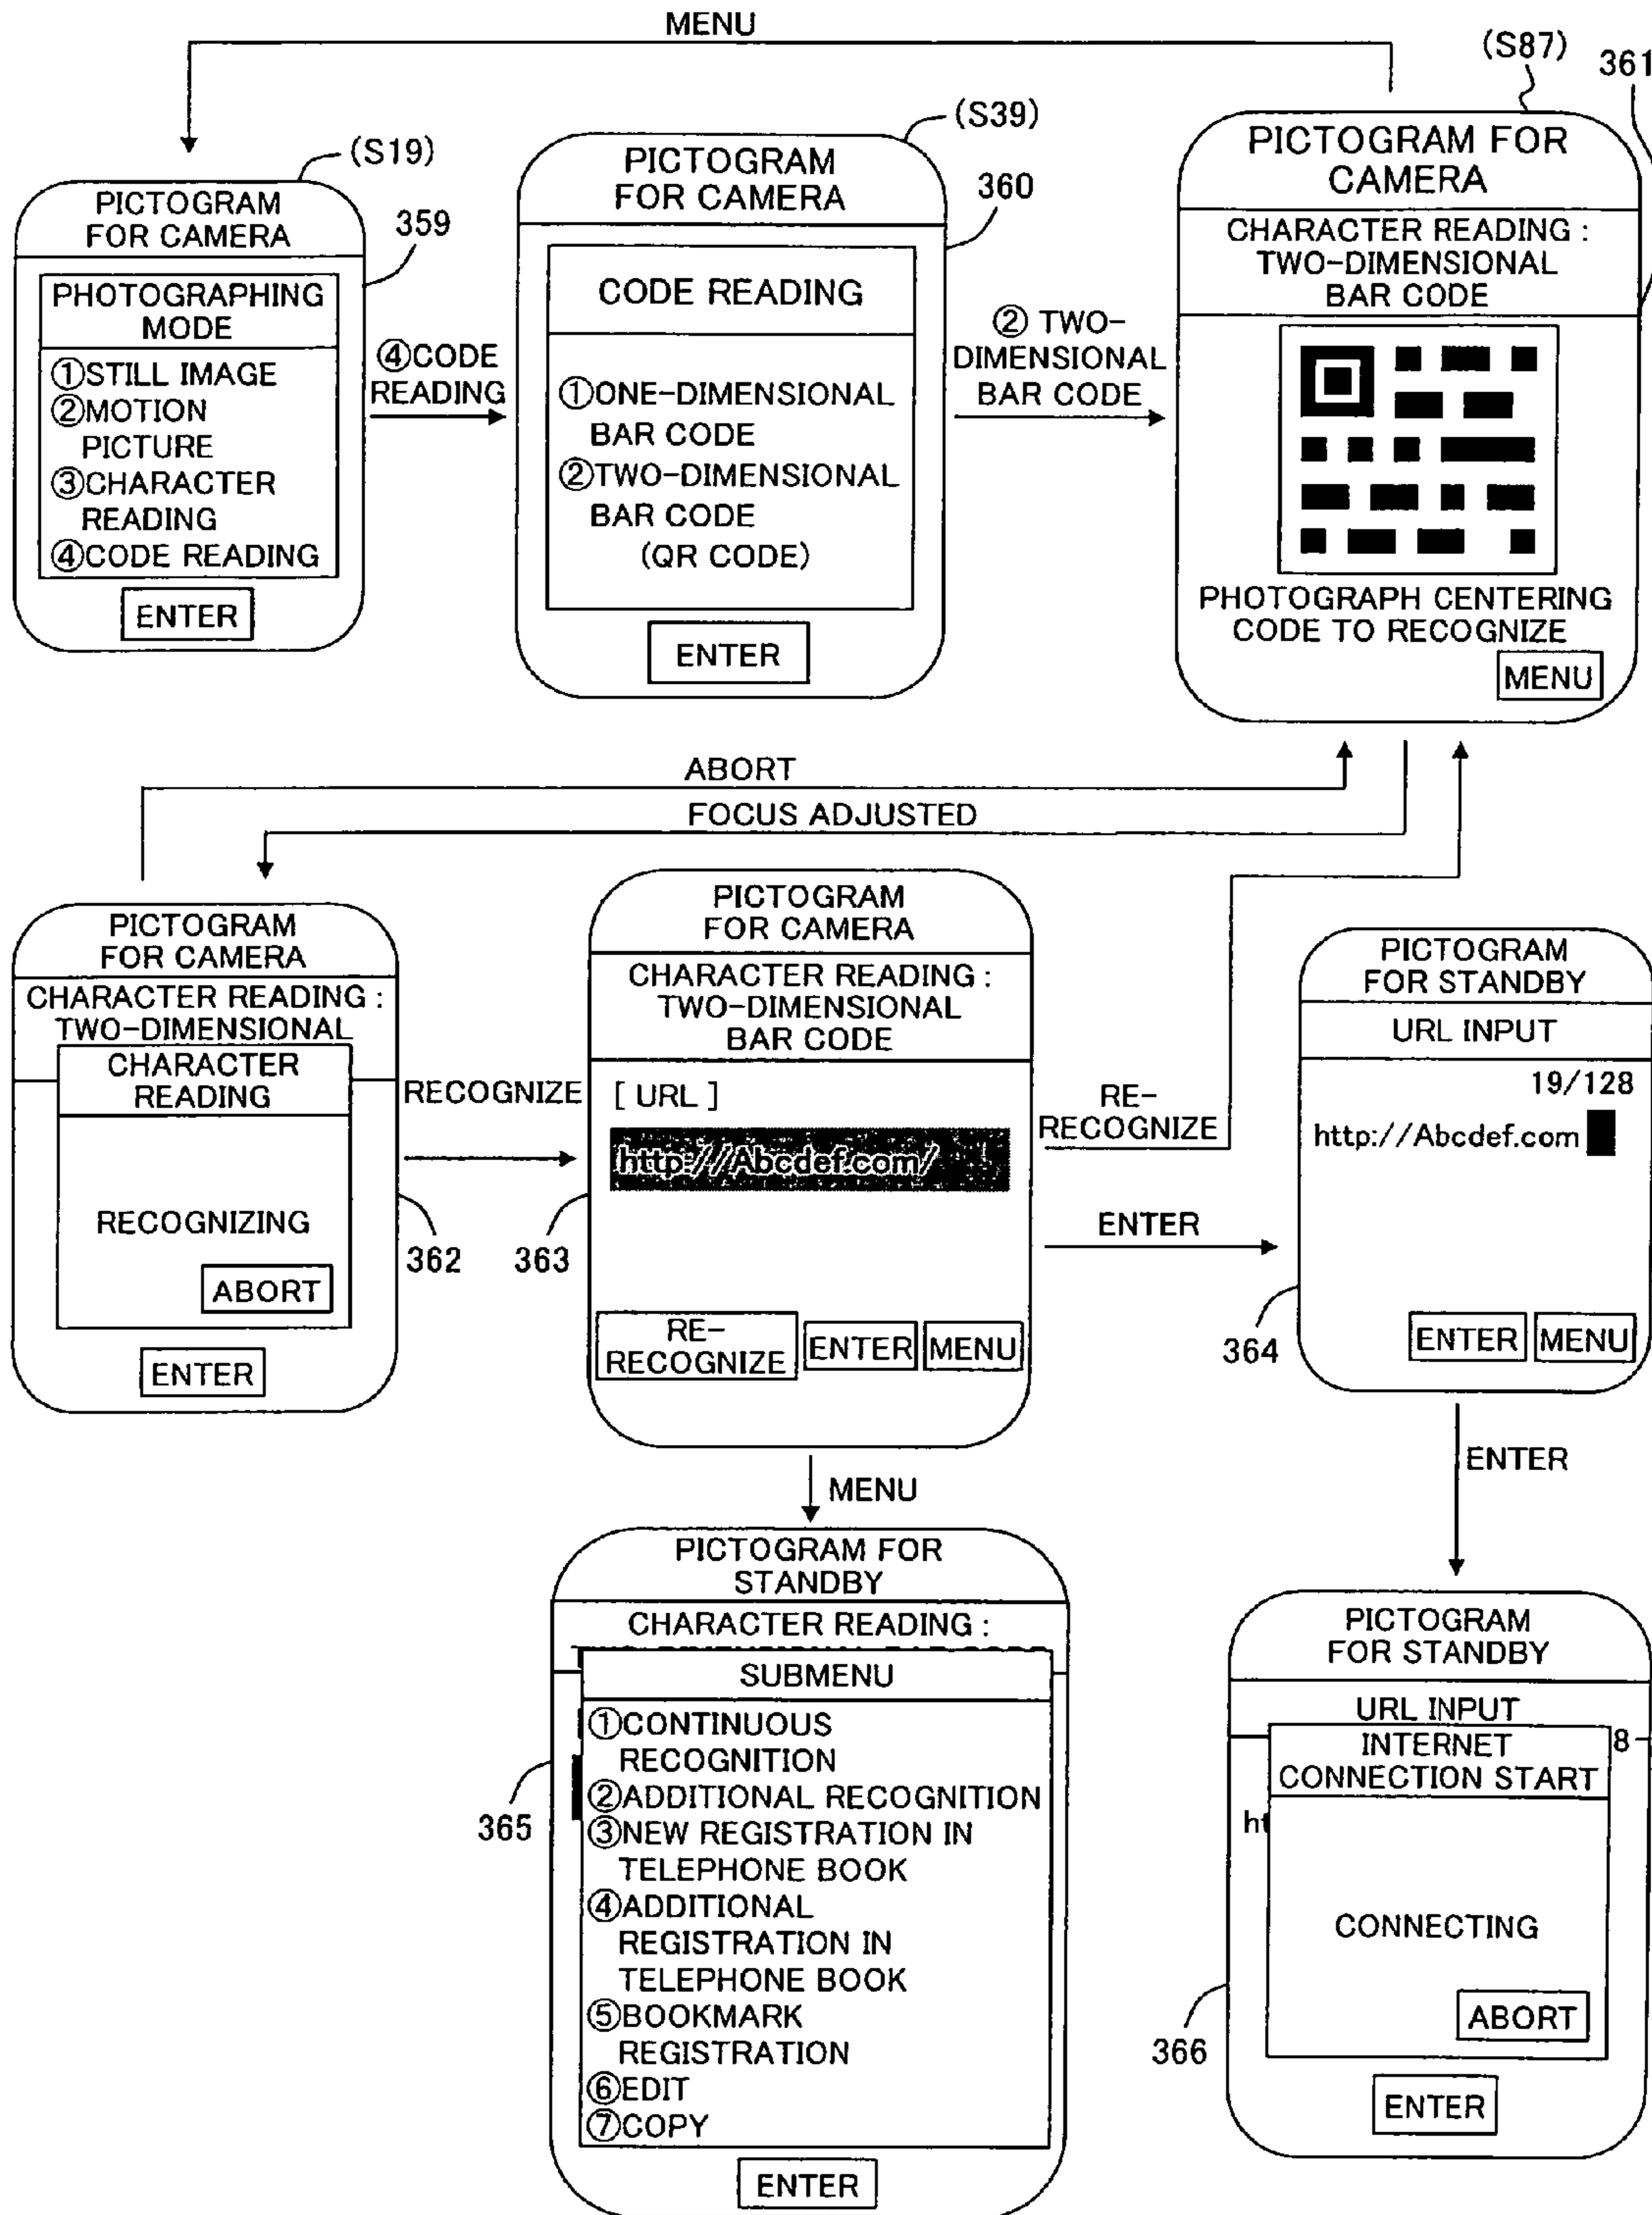 MENU
(S19)
PICTOGRAM
FOR CAMERA
359
PHOTOGRAPHING
MODE
①STILL IMAGE
②MOTION
PICTURE
③CHARACTER
READING
④CODE READING
ENTER
④CODE
READING
(S39)
PICTOGRAM
FOR CAMERA
360
CODE READING
①ONE-DIMENSIONAL
BAR CODE
②TWO-DIMENSIONAL
BAR CODE
(QR CODE)
ENTER
② TWO-
DIMENSIONAL
BAR CODE
(S87)
361
PICTOGRAM FOR
CAMERA
CHARACTER READING :
TWO-DIMENSIONAL
BAR CODE
PHOTOGRAPH CENTERING
CODE TO RECOGNIZE
MENU
ABORT
FOCUS ADJUSTED
PICTOGRAM
FOR CAMERA
CHARACTER READING :
TWO-DIMENSIONAL
CHARACTER
READING
RECOGNIZING
ABORT
ENTER
362
RECOGNIZE
PICTOGRAM
FOR CAMERA
CHARACTER READING :
TWO-DIMENSIONAL
BAR CODE
[ URL ]
http://Abcdef.com/
363
RE-
RECOGNIZE
ENTER
MENU
RE-
RECOGNIZE
ENTER
PICTOGRAM
FOR STANDBY
URL INPUT
19/128
http://Abcdef.com
364
ENTER
MENU
ENTER
MENU
PICTOGRAM FOR
STANDBY
CHARACTER READING :
SUBMENU
①CONTINUOUS
RECOGNITION
②ADDITIONAL RECOGNITION
③NEW REGISTRATION IN
TELEPHONE BOOK
④ADDITIONAL
REGISTRATION IN
TELEPHONE BOOK
⑤BOOKMARK
REGISTRATION
⑥EDIT
⑦COPY
ENTER
365
PICTOGRAM
FOR STANDBY
URL INPUT
8
INTERNET
CONNECTION START
ht
CONNECTING
ABORT
366
ENTER